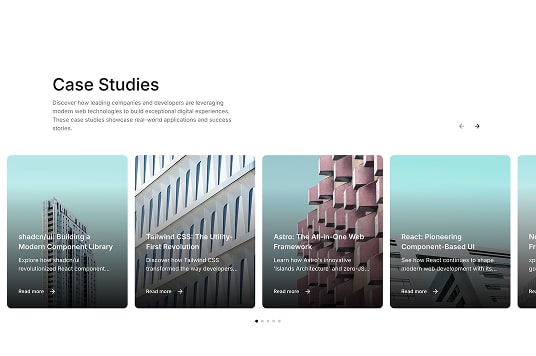 Case Studies
Discover how leading companies and developers are leveraging
modern web technologies to build exceptional digital experiences.
These case studies showcase real-world applications and success
stories.
shadcn/ui: Building a
Modern Component Library
Explore how shadcn/ui
revolutionized React component...
Read more
Tailwind CSS: The Utility-
First Revolution
Discover how Tailwind CSS
transformed the way developers...
Read more
Astro: The All-in-One Web
Framework
Learn how Astro's innovative
'Islands Architecture' and zero-JS...
Read more
React: Pioneering
Component-Based UI
See how React continues to shape
modern web development with its...
Read more